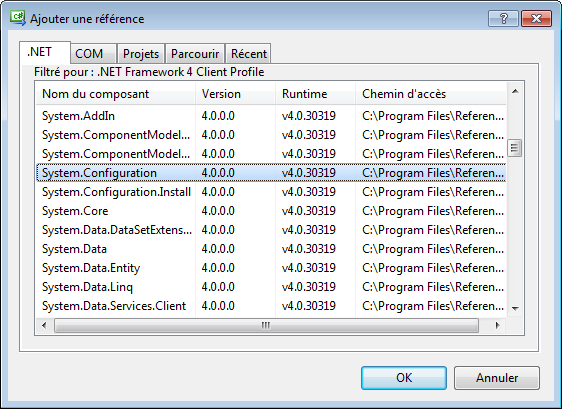 Ajouter une référence
.NET COM Projets Parcourir Récent
Filtré pour : .NET Framework 4 Client Profile
Nom du composant Version Runtime Chemin d'accès
System.AddIn 4.0.0.0 v4.0.30319 C:\Program Files\Referen...
System.ComponentModel... 4.0.0.0 v4.0.30319 C:\Program Files\Referen...
System.ComponentModel... 4.0.0.0 v4.0.30319 C:\Program Files\Referen...
System.Configuration 4.0.0.0 v4.0.30319 C:\Program Files\Referen...
System.Configuration.Install 4.0.0.0 v4.0.30319 C:\Program Files\Referen...
System.Core 4.0.0.0 v4.0.30319 C:\Program Files\Referen...
System.Data.DataSetExtens... 4.0.0.0 v4.0.30319 C:\Program Files\Referen...
System.Data 4.0.0.0 v4.0.30319 C:\Program Files\Referen...
System.Data.Entity 4.0.0.0 v4.0.30319 C:\Program Files\Referen...
System.Data.Linq 4.0.0.0 v4.0.30319 C:\Program Files\Referen...
System.Data.Services.Client 4.0.0.0 v4.0.30319 C:\Program Files\Referen...
OK Annuler